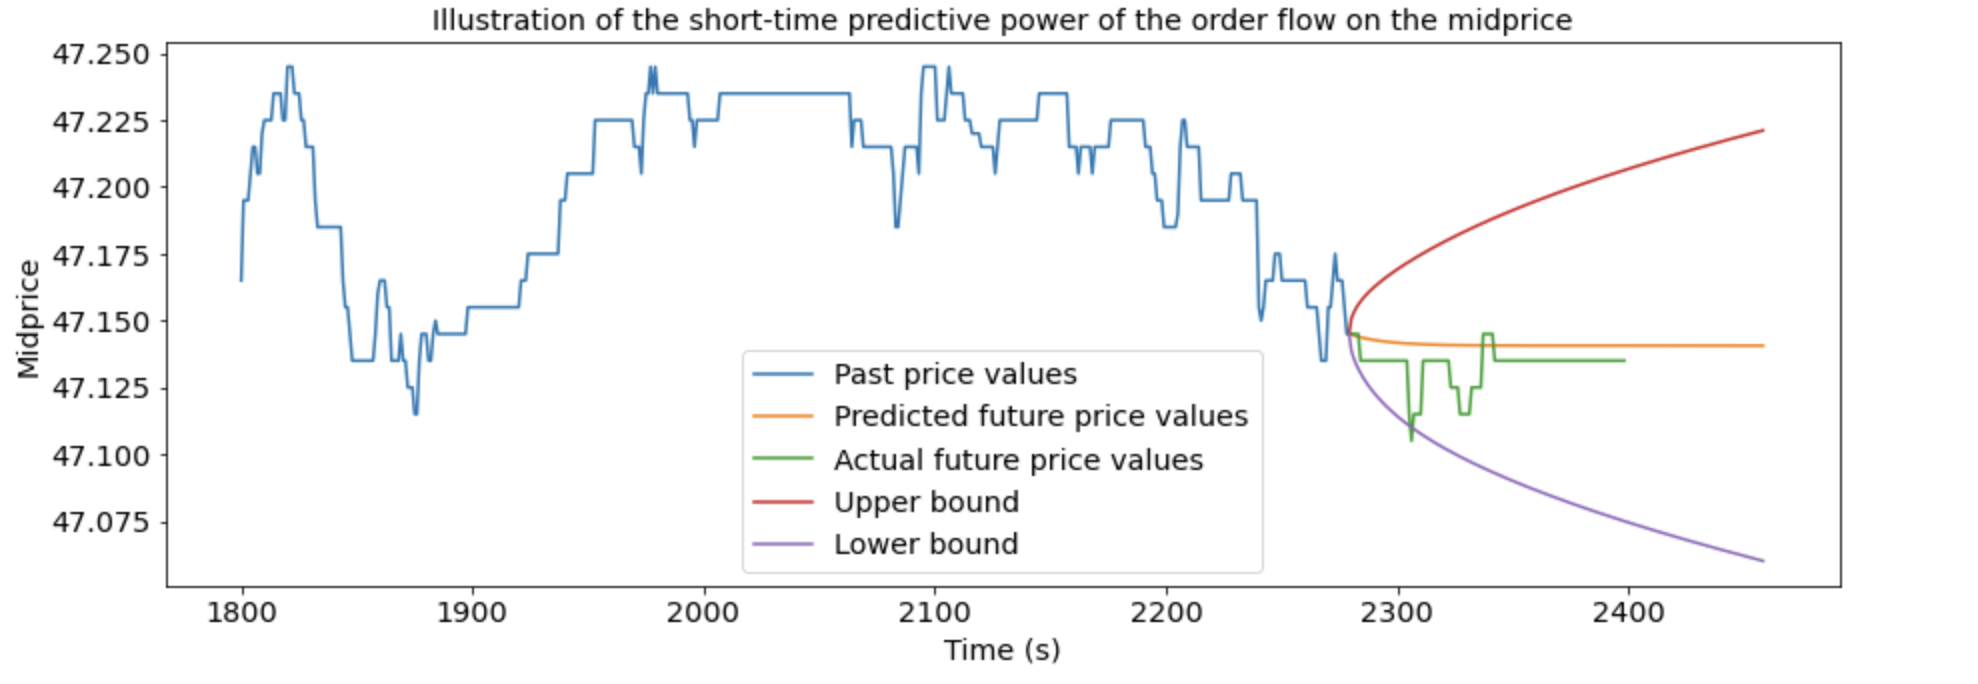 Illustration of the short-time predictive power of the order flow on the midprice
47.250
47.225
47.200
47.175
47.150
47.125
47.100
47.075
Midprice
Past price values
Predicted future price values
Actual future price values
Upper bound
Lower bound
1800 1900 2000 2100 2200 2300 2400
Time (s)